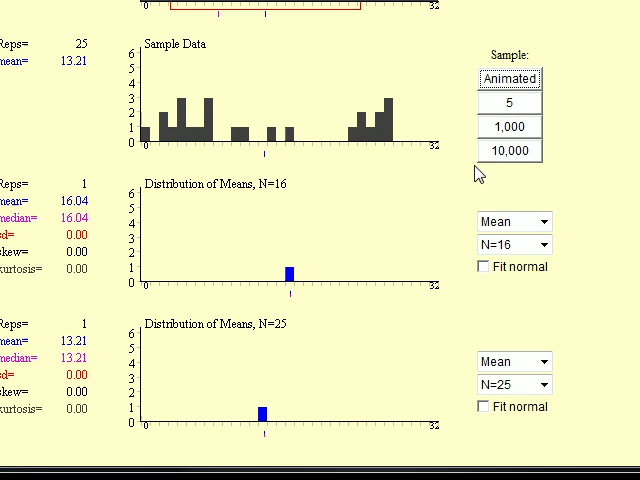 0 32
Reps= 25
mean= 13.21
Sample Data
6
5
4
3
2
1
0
0 32
Sample:
Animated
5
1,000
10,000
Reps= 1
mean= 16.04
median= 16.04
sd= 0.00
skew= 0.00
kurtosis= 0.00
Distribution of Means, N=16
6
5
4
3
2
1
0
0 32
Mean
N=16
Fit normal
Reps= 1
mean= 13.21
median= 13.21
sd= 0.00
skew= 0.00
kurtosis= 0.00
Distribution of Means, N=25
6
5
4
3
2
1
0
0 32
Mean
N=25
Fit normal